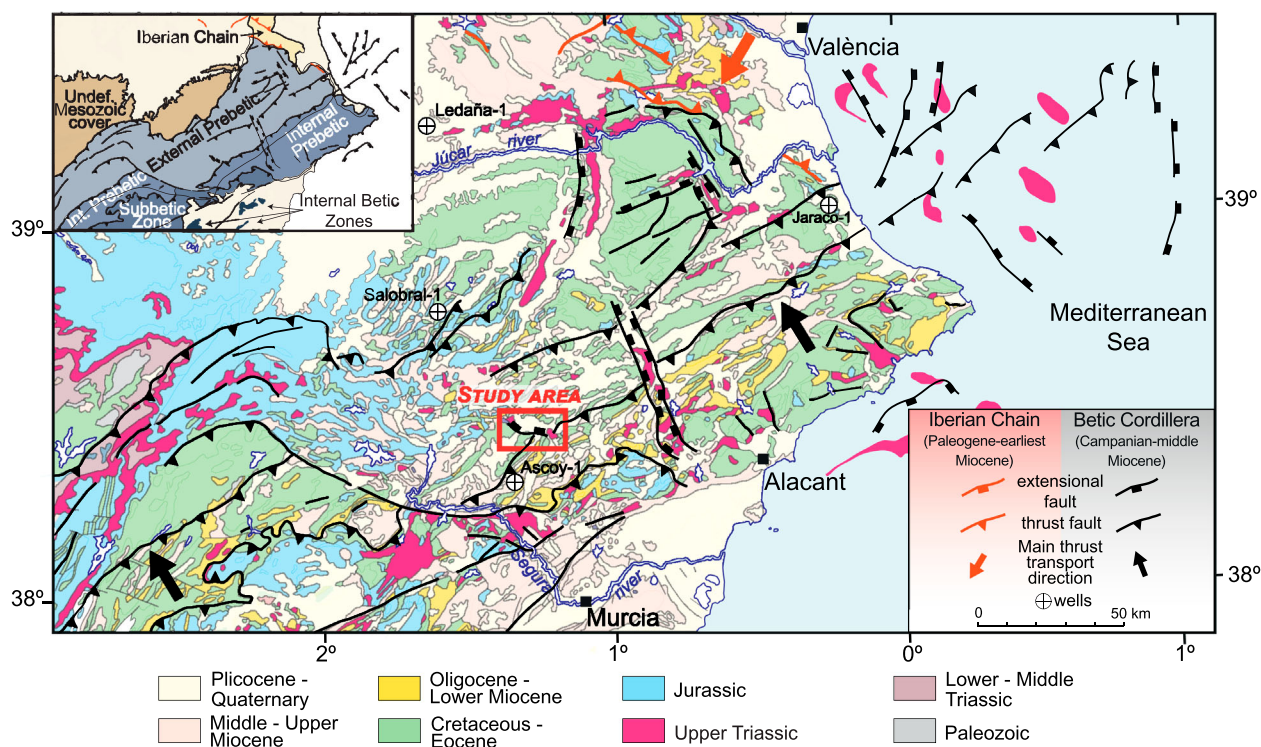 Iberian Chain
Undef.
Mesozoic
cover
External Prebetic
Internal
Prebetic
Int. Prebetic
Subbetic
Zone
Internal Betic
Zones
València
Ledaña-1
Júcar river
Jaraco-1
Salobral-1
STUDY AREA
Ascoy-1
Alacant
Segura river
Murcia
Mediterranean
Sea
39º
38º
39º
38º
2º
1º
0º
1º
Iberian Chain
(Paleogene-earliest
Miocene)
Betic Cordillera
(Campanian-middle
Miocene)
extensional
fault
thrust fault
Main thrust
transport
direction
wells
0 50 km
Plicocene -
Quaternary
Middle - Upper
Miocene
Oligocene -
Lower Miocene
Cretaceous -
Eocene
Jurassic
Upper Triassic
Lower - Middle
Triassic
Paleozoic